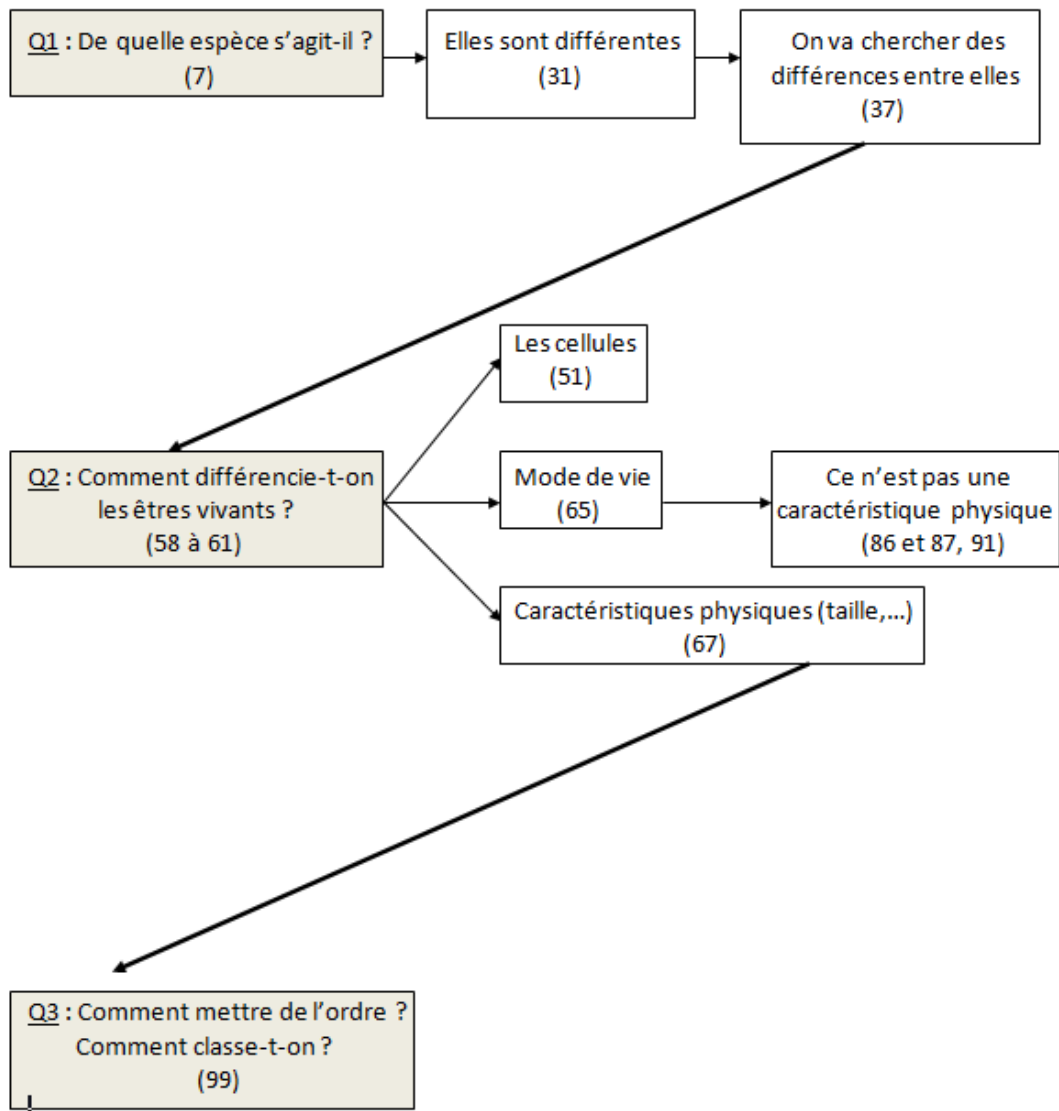 Q1 : De quelle espèce s'agit-il ?
(7)
Elles sont différentes
(31)
On va chercher des
différences entre elles
(37)
Les cellules
(51)
Q2 : Comment différencie-t-on
les êtres vivants ?
(58 à 61)
Mode de vie
(65)
Ce n'est pas une
caractéristique physique
(86 et 87, 91)
Caractéristiques physiques (taille,...)
(67)
Q3 : Comment mettre de l'ordre ?
Comment classe-t-on ?
(99)